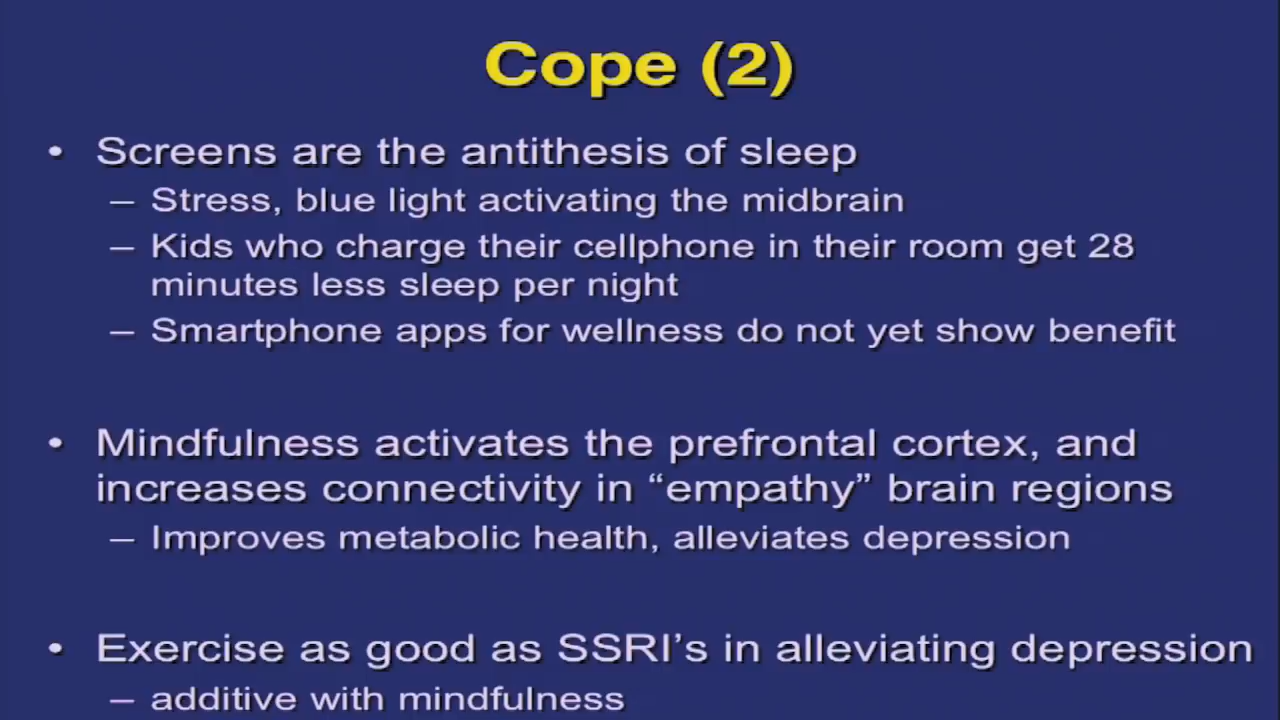 Cope (2)
• Screens are the antithesis of sleep
– Stress, blue light activating the midbrain
– Kids who charge their cellphone in their room get 28
minutes less sleep per night
– Smartphone apps for wellness do not yet show benefit
• Mindfulness activates the prefrontal cortex, and
increases connectivity in “empathy” brain regions
– Improves metabolic health, alleviates depression
• Exercise as good as SSRI’s in alleviating depression
– additive with mindfulness